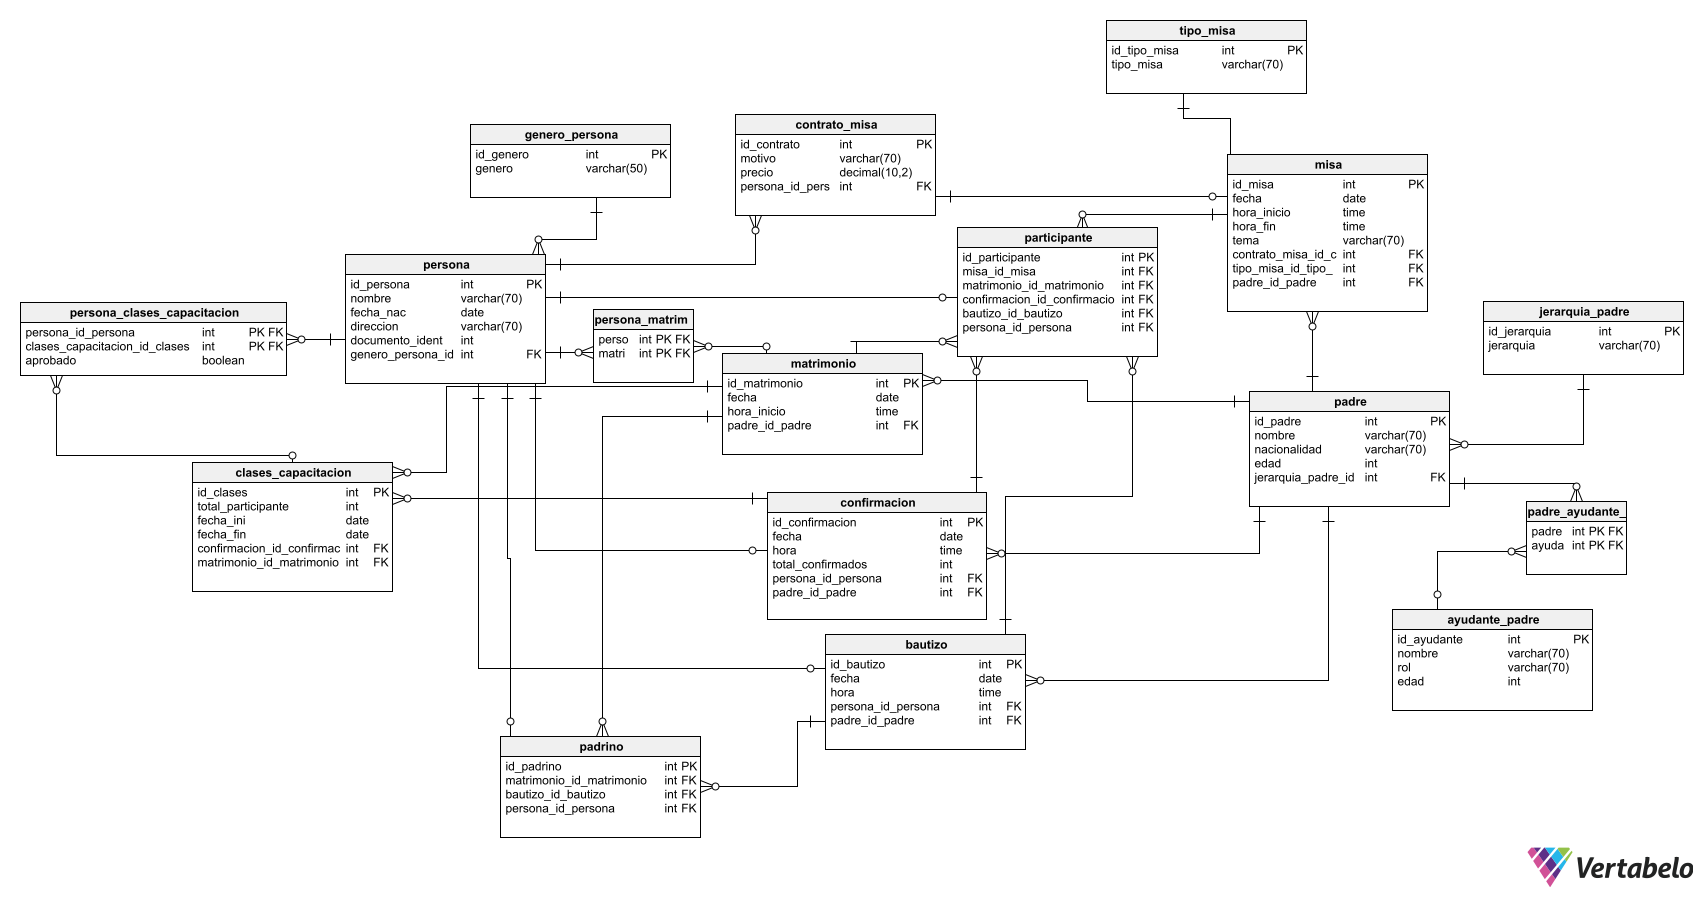 tipo_misa
id_tipo_misa int PK
tipo_misa varchar(70)
genero_persona
id_genero int PK
genero varchar(50)
contrato_misa
id_contrato int PK
motivo varchar(70)
precio decimal(10,2)
persona_id_pers int FK
misa
id_misa int PK
fecha date
hora_inicio time
hora_fin time
tema varchar(70)
contrato_misa_id_c int FK
tipo_misa_id_tipo_ int FK
padre_id_padre int FK
participante
id_participante int PK
misa_id_misa int FK
matrimonio_id_matrimonio int FK
confirmacion_id_confirmacio int FK
bautizo_id_bautizo int FK
persona_id_persona int FK
persona
id_persona int PK
nombre varchar(70)
fecha_nac date
direccion varchar(70)
documento_ident int
genero_persona_id int FK
persona_clases_capacitacion
persona_id_persona int PK FK
clases_capacitacion_id_clases int PK FK
aprobado boolean
persona_matrim
perso int PK FK
matri int PK FK
jerarquia_padre
id_jerarquia int PK
jerarquia varchar(70)
matrimonio
id_matrimonio int PK
fecha date
hora_inicio time
padre_id_padre int FK
padre
id_padre int PK
nombre varchar(70)
nacionalidad varchar(70)
edad int
jerarquia_padre_id int FK
clases_capacitacion
id_clases int PK
total_participante int
fecha_ini date
fecha_fin date
confirmacion_id_confirmac int FK
matrimonio_id_matrimonio int FK
confirmacion
id_confirmacion int PK
fecha date
hora time
total_confirmados int
persona_id_persona int FK
padre_id_padre int FK
padre_ayudante_
padre int PK FK
ayuda int PK FK
ayudante_padre
id_ayudante int PK
nombre varchar(70)
rol varchar(70)
edad int
bautizo
id_bautizo int PK
fecha date
hora time
persona_id_persona int FK
padre_id_padre int FK
padrino
id_padrino int PK
matrimonio_id_matrimonio int FK
bautizo_id_bautizo int FK
persona_id_persona int FK
Vertabelo